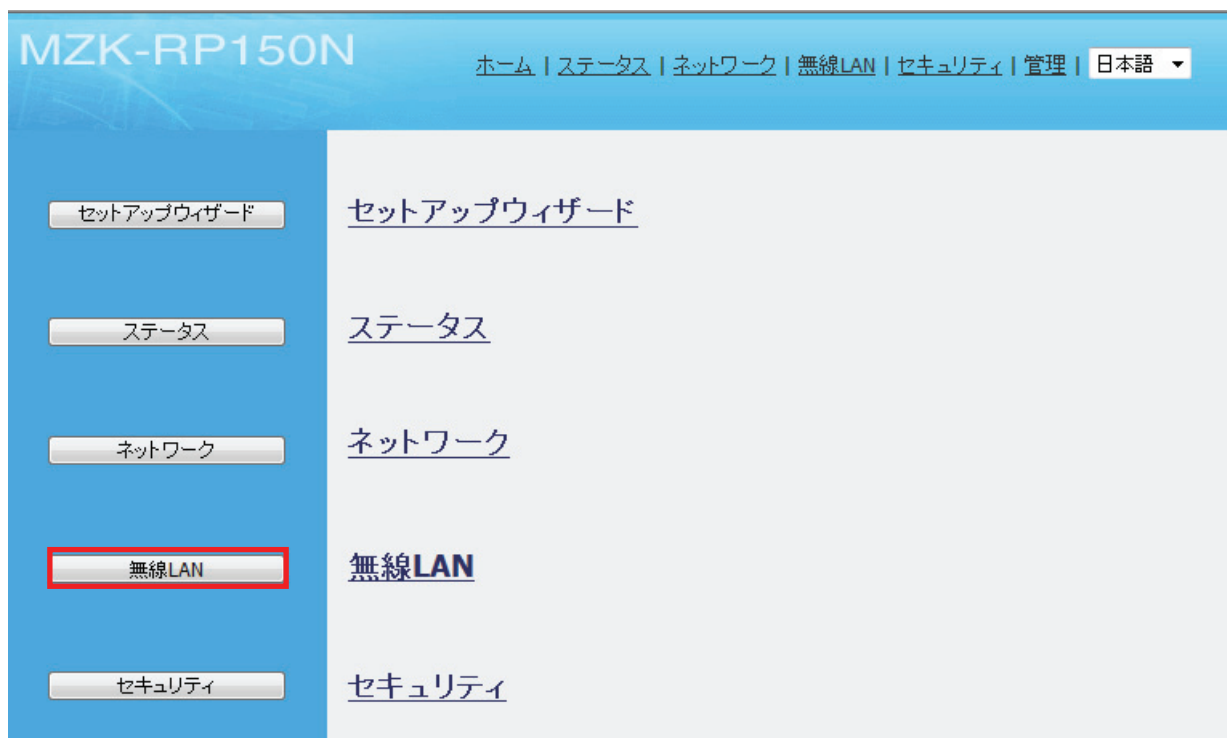 MZK-RP150N
ホーム | ステータス | ネットワーク | 無線LAN | セキュリティ | 管理 | 日本語
セットアップウィザード
セットアップウィザード
ステータス
ステータス
ネットワーク
ネットワーク
無線LAN
無線LAN
セキュリティ
セキュリティ